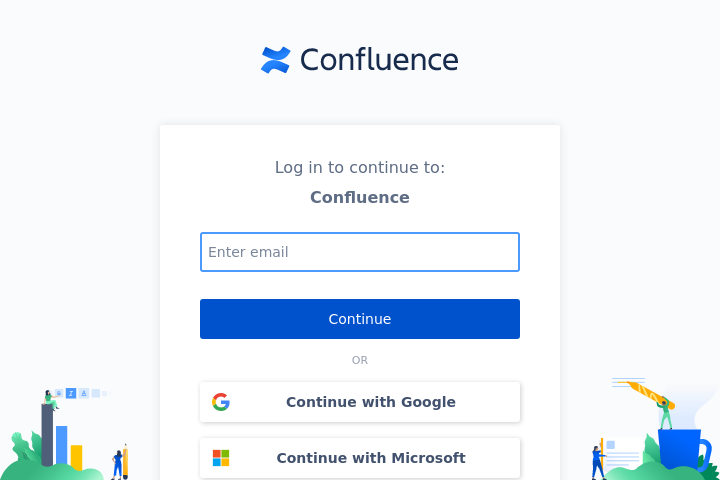 Confluence
Log in to continue to:
Confluence
Enter email
Continue
OR
Continue with Google
Continue with Microsoft